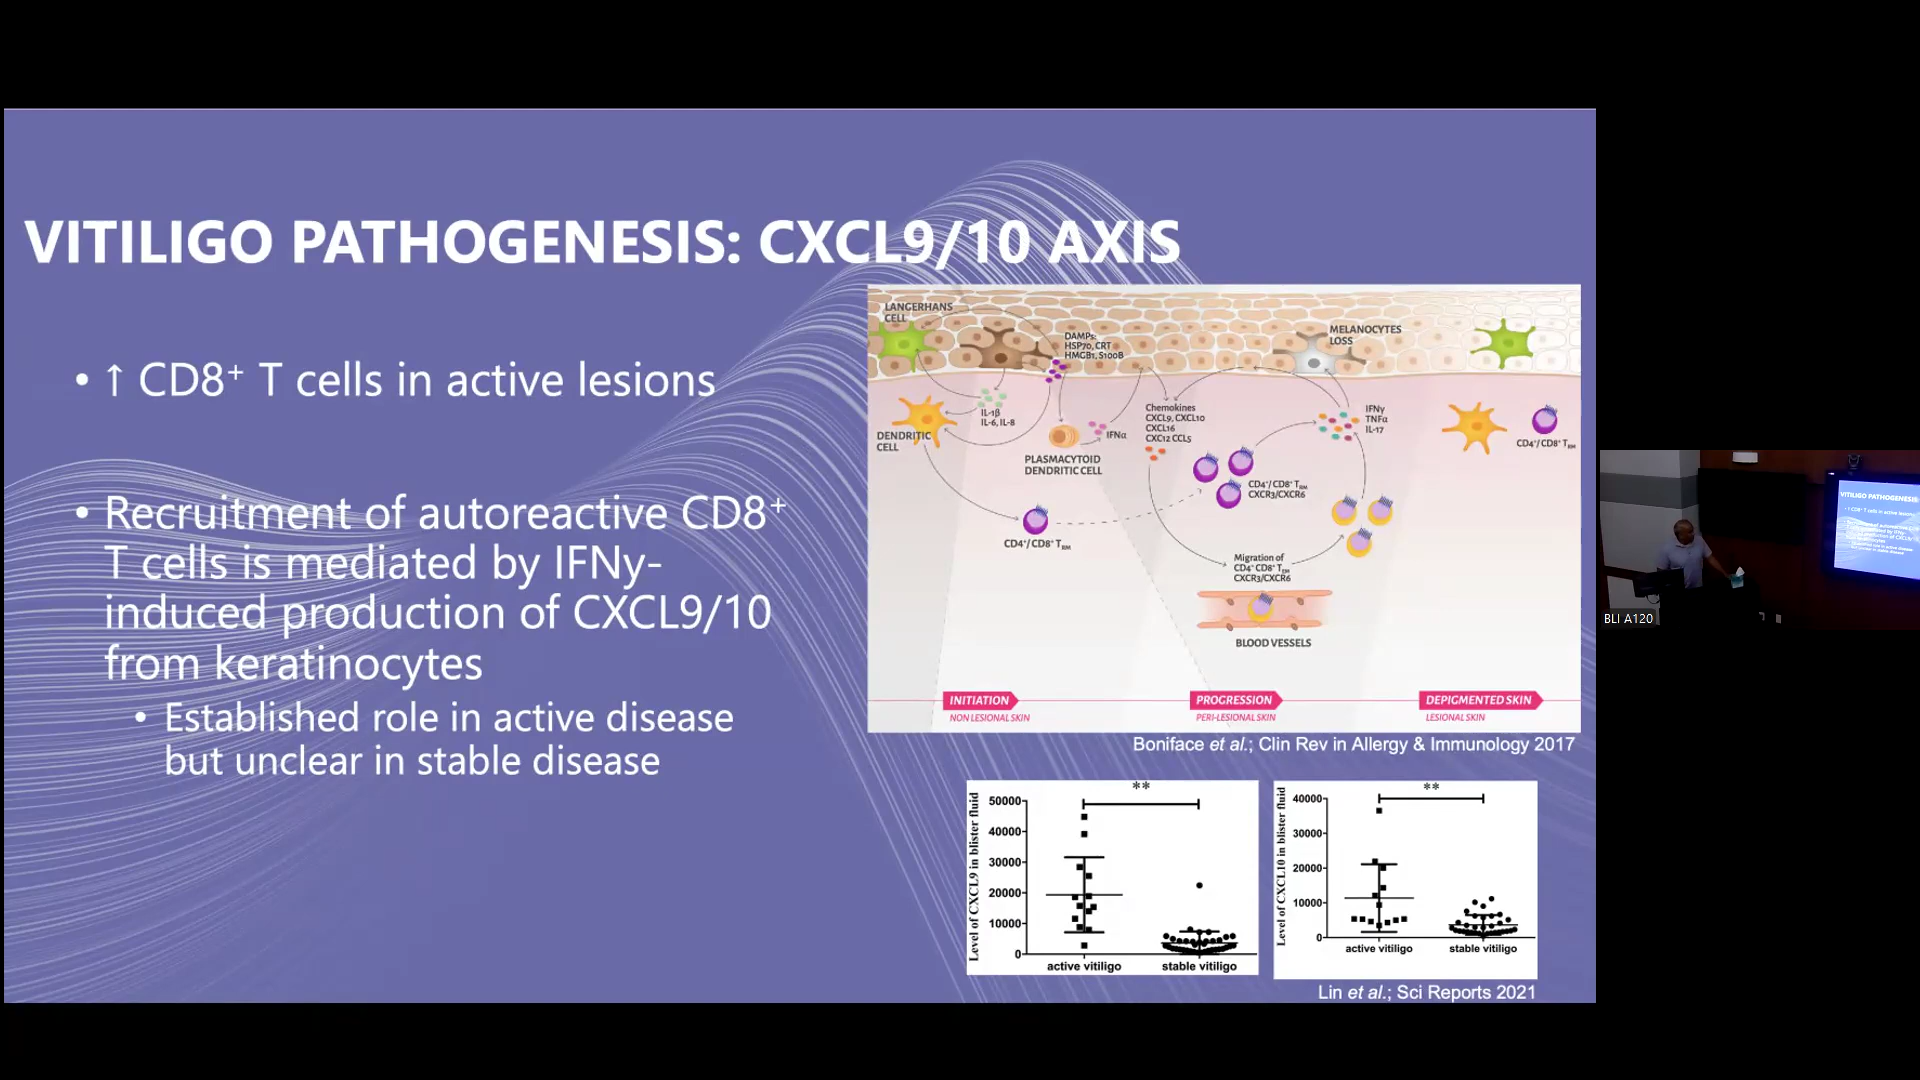 VITILIGO PATHOGENESIS: CXCL9/10 AXIS
• ↑ CD8⁺ T cells in active lesions
• Recruitment of autoreactive CD8⁺
T cells is mediated by IFNy-
induced production of CXCL9/10
from keratinocytes
• Established role in active disease
but unclear in stable disease
LANGERHANS
CELL
DAMPs:
HSP70, CRT
HMGB1, S100B
MELANOCYTES
LOSS
IL-1β
IL-6, IL-8
DENDRITIC
CELL
IFNα
PLASMACYTOID
DENDRITIC CELL
Chemokines
CXCL9, CXCL10
CXCL16
CXC12 CCL5
IFNγ
TNFα
IL-17
CD4⁺/ CD8⁺ TRM
CD4⁺/ CD8⁺ TRM
CXCR3/CXCR6
CD4⁺/ CD8⁺ TRM
Migration of
CD4⁺ CD8⁺ TEM
CXCR3/CXCR6
BLOOD VESSELS
INITIATION
NON LESIONAL SKIN
PROGRESSION
PERI-LESIONAL SKIN
DEPIGMENTED SKIN
LESIONAL SKIN
Boniface et al.; Clin Rev in Allergy & Immunology 2017
Level of CXCL9 in blister fluid
50000
40000
30000
20000
10000
0
**
active vitiligo
stable vitiligo
Level of CXCL10 in blister fluid
40000
30000
20000
10000
0
**
active vitiligo
stable vitiligo
Lin et al.; Sci Reports 2021
BLI A120
VITILIGO PATHOGENESIS: